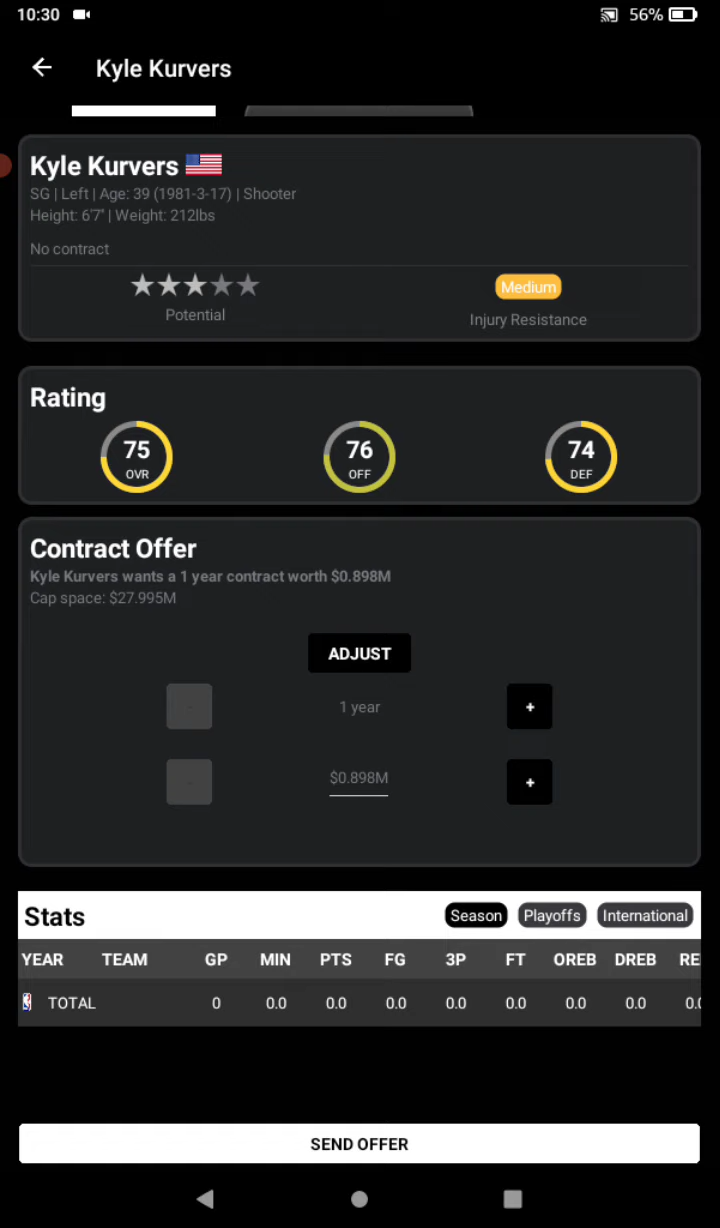 10:30 56%
Kyle Kurvers
Kyle Kurvers
SG | Left | Age: 39 (1981-3-17) | Shooter
Height: 6'7" | Weight: 212lbs
No contract
Medium
Potential
Injury Resistance
Rating
75 76 74
OVR OFF DEF
Contract Offer
Kyle Kurvers wants a 1 year contract worth $0.898M
Cap space: $27.995M
ADJUST
- 1 year +
- $0.898M +
Stats Season Playoffs International
YEAR TEAM GP MIN PTS FG 3P FT OREB DREB RE
TOTAL 0 0.0 0.0 0.0 0.0 0.0 0.0 0.0 0.0
SEND OFFER